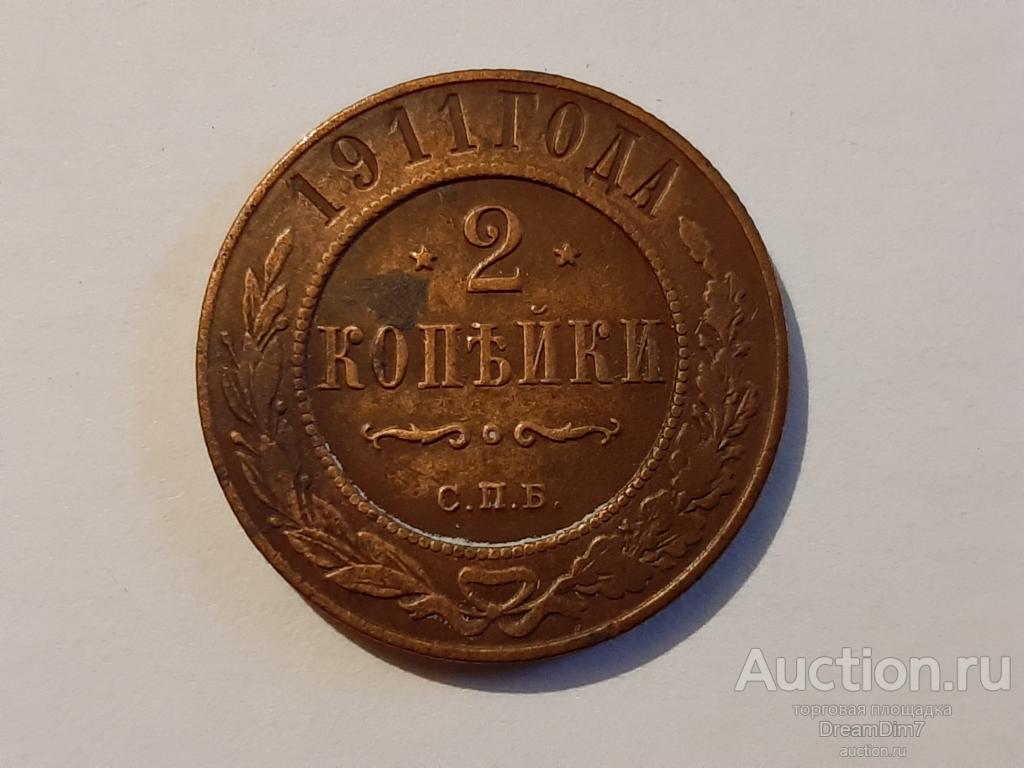 1911 ГОДА
2
КОПѢЙКИ
С.П.Б.
Auction.ru
торговая площадка
DreamDim7
auction.ru